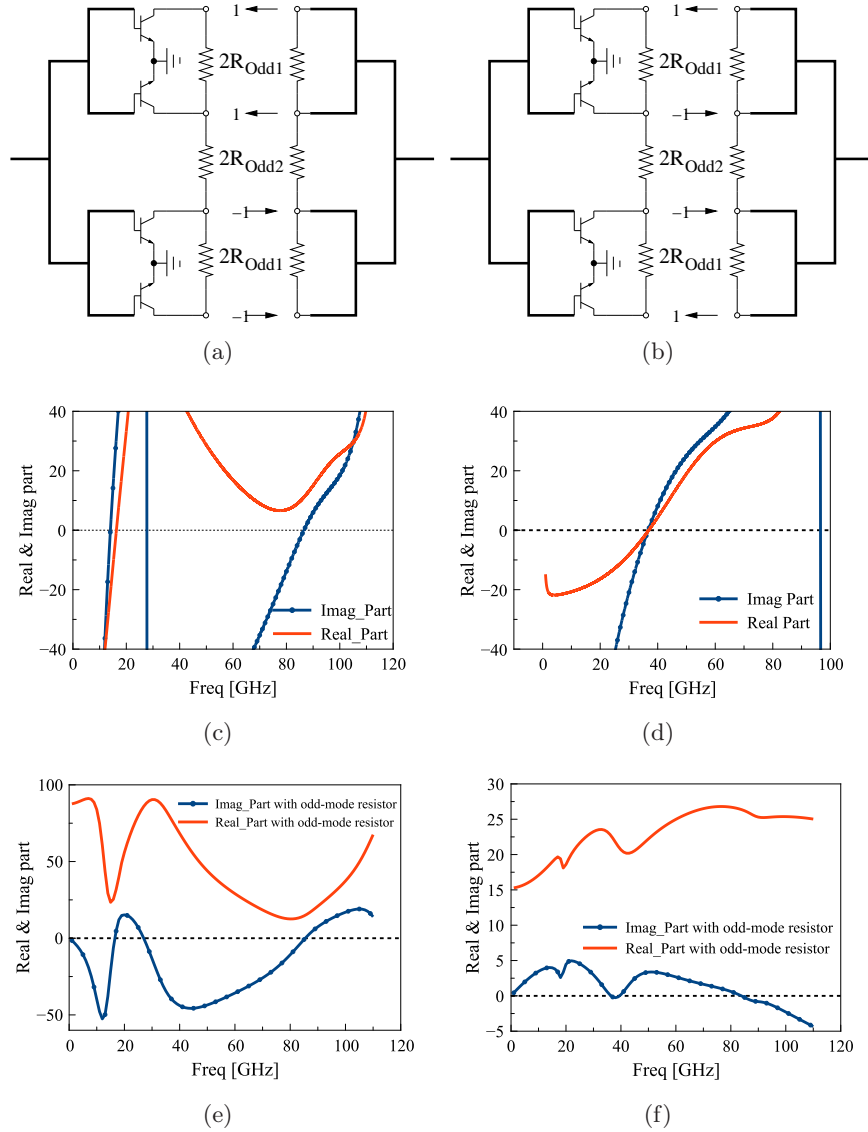 1
2R_Odd1
1
2R_Odd2
−1
2R_Odd1
−1
(a)
1
2R_Odd1
−1
2R_Odd2
−1
2R_Odd1
1
(b)
Real & Imag part
40
20
0
−20
−40
0 20 40 60 80 100 120
Freq [GHz]
Imag_Part
Real_Part
(c)
Real & Imag part
40
20
0
−20
−40
0 20 40 60 80 100
Freq [GHz]
Imag Part
Real Part
(d)
Real & Imag part
100
50
0
−50
0 20 40 60 80 100 120
Freq [GHz]
Imag_Part with odd-mode resistor
Real_Part with odd-mode resistor
(e)
Real & Imag part
30
25
20
15
10
5
0
−5
0 20 40 60 80 100 120
Freq [GHz]
Imag_Part with odd-mode resistor
Real_Part with odd-mode resistor
(f)